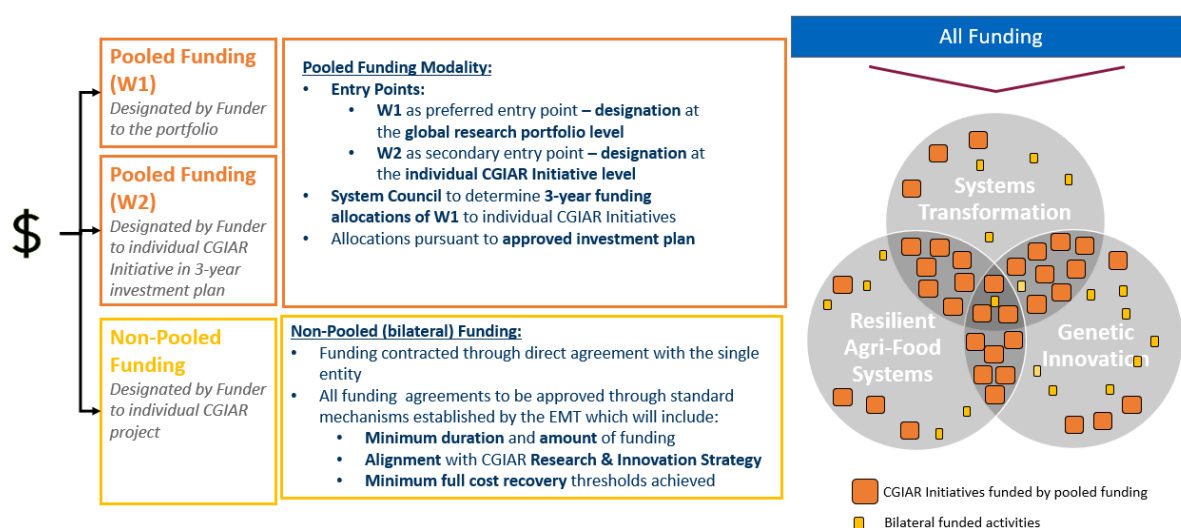 $
Pooled Funding
(W1)
Designated by Funder
to the portfolio
Pooled Funding
(W2)
Designated by Funder
to individual CGIAR
Initiative in 3-year
investment plan
Non-Pooled
Funding
Designated by Funder
to individual CGIAR
project
Pooled Funding Modality:
• Entry Points:
• W1 as preferred entry point – designation at
the global research portfolio level
• W2 as secondary entry point – designation at
the individual CGIAR Initiative level
• System Council to determine 3-year funding
allocations of W1 to individual CGIAR Initiatives
• Allocations pursuant to approved investment plan
Non-Pooled (bilateral) Funding:
• Funding contracted through direct agreement with the single
entity
• All funding agreements to be approved through standard
mechanisms established by the EMT which will include:
• Minimum duration and amount of funding
• Alignment with CGIAR Research & Innovation Strategy
• Minimum full cost recovery thresholds achieved
All Funding
Systems
Transformation
Resilient
Agri-Food
Systems
Genetic
Innovation
CGIAR Initiatives funded by pooled funding
Bilateral funded activities